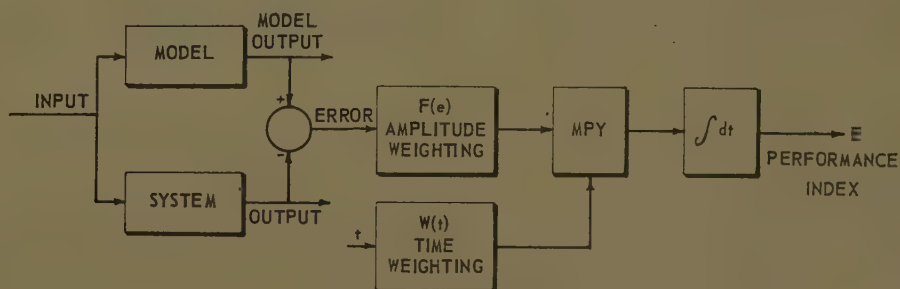 MODEL
OUTPUT
MODEL
INPUT
+
ERROR
-
F(e)
AMPLITUDE
WEIGHTING
MPY
∫ dt
E
PERFORMANCE
INDEX
SYSTEM
OUTPUT
t
W(t)
TIME
WEIGHTING